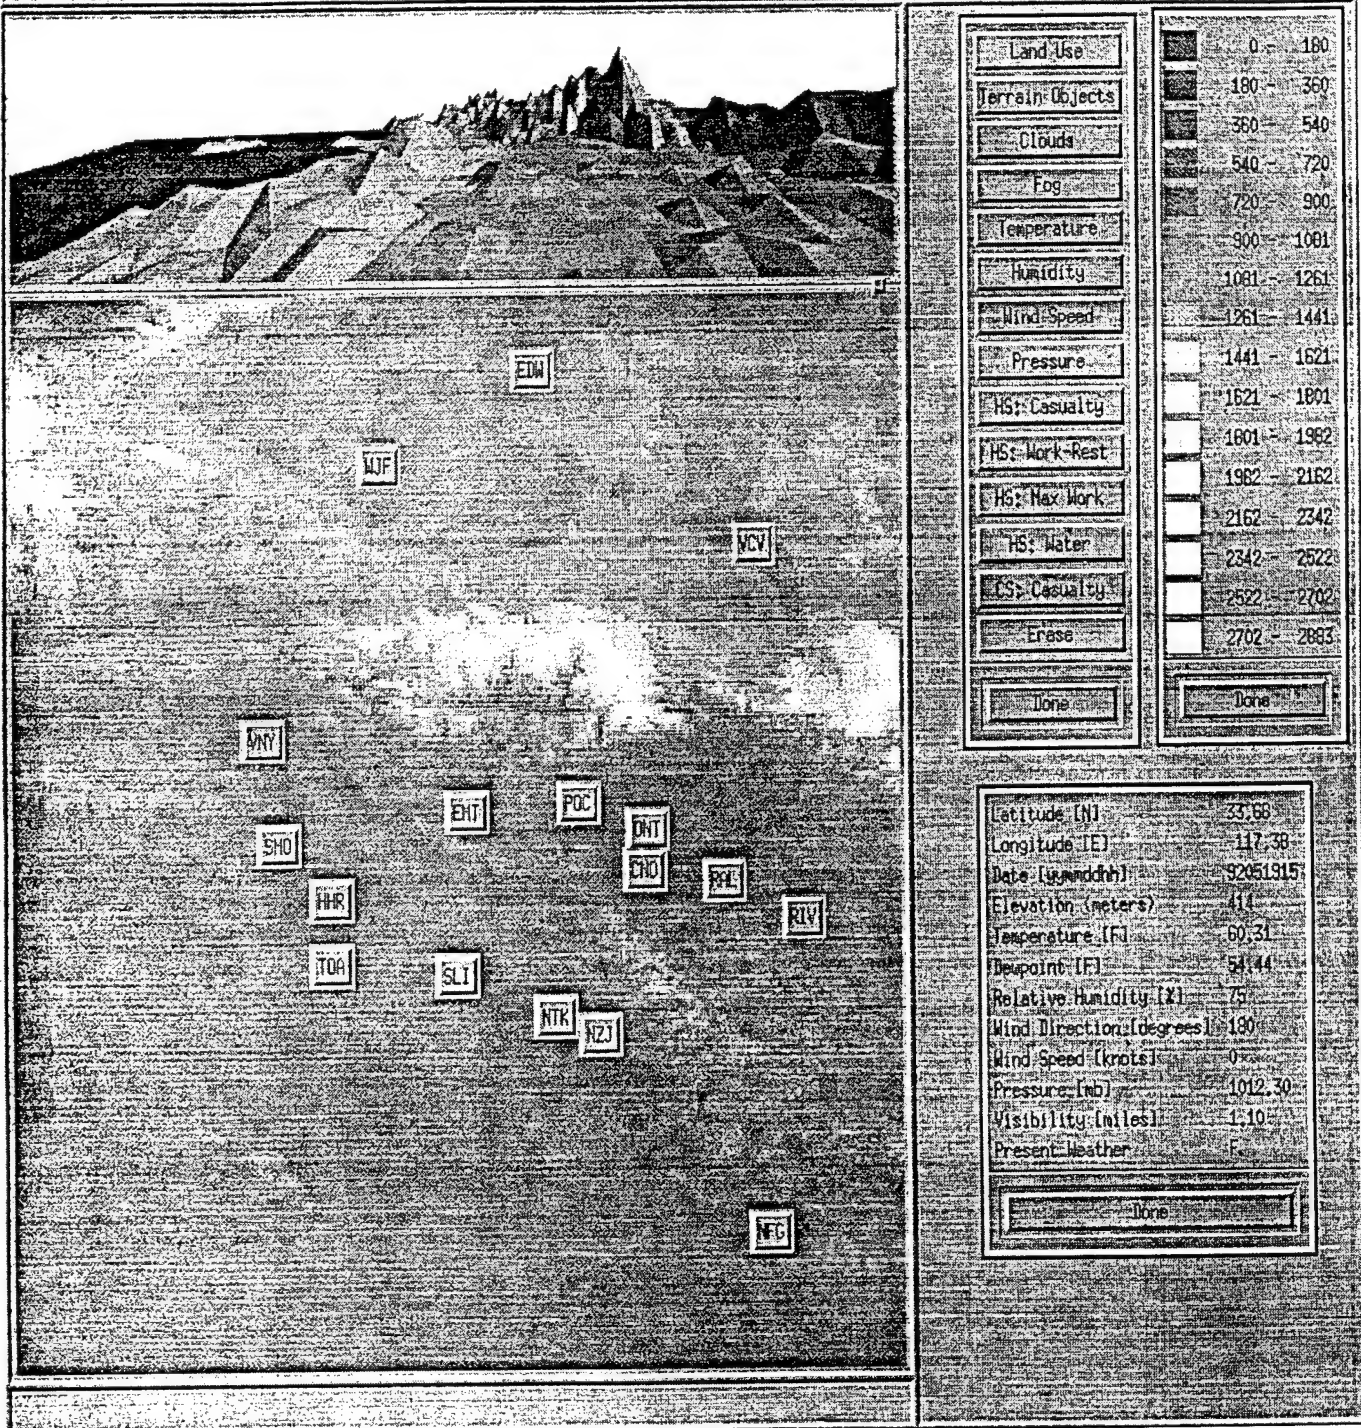 Land Use
Terrain Objects
Clouds
Fog
Temperature
Humidity
Wind Speed
Pressure
HS: Casualty
HS: Work-Rest
HS: Max Work
HS: Water
CS: Casualty
Erase
Done
0 - 180
180 - 360
360 - 540
540 - 720
720 - 900
900 - 1081
1081 - 1261
1261 - 1441
1441 - 1621
1621 - 1801
1801 - 1982
1982 - 2162
2162 - 2342
2342 - 2522
2522 - 2702
2702 - 2883
Done
EDW
WJF
VCV
VNY
EMT
POC
ONT
SMO
CNO
RAL
HHR
RIV
TOA
SLI
NTK
NZJ
NFG
Latitude [N] 33.68
Longitude [E] -117.38
Date [yymmddhh] 92051915
Elevation (meters) 414
Temperature [F] 60.31
Dewpoint [F] 54.44
Relative Humidity [%] 75
Wind Direction [degrees] 180
Wind Speed [knots] 0
Pressure [mb] 1012.30
Visibility [miles] 1.10
Present Weather F
Done